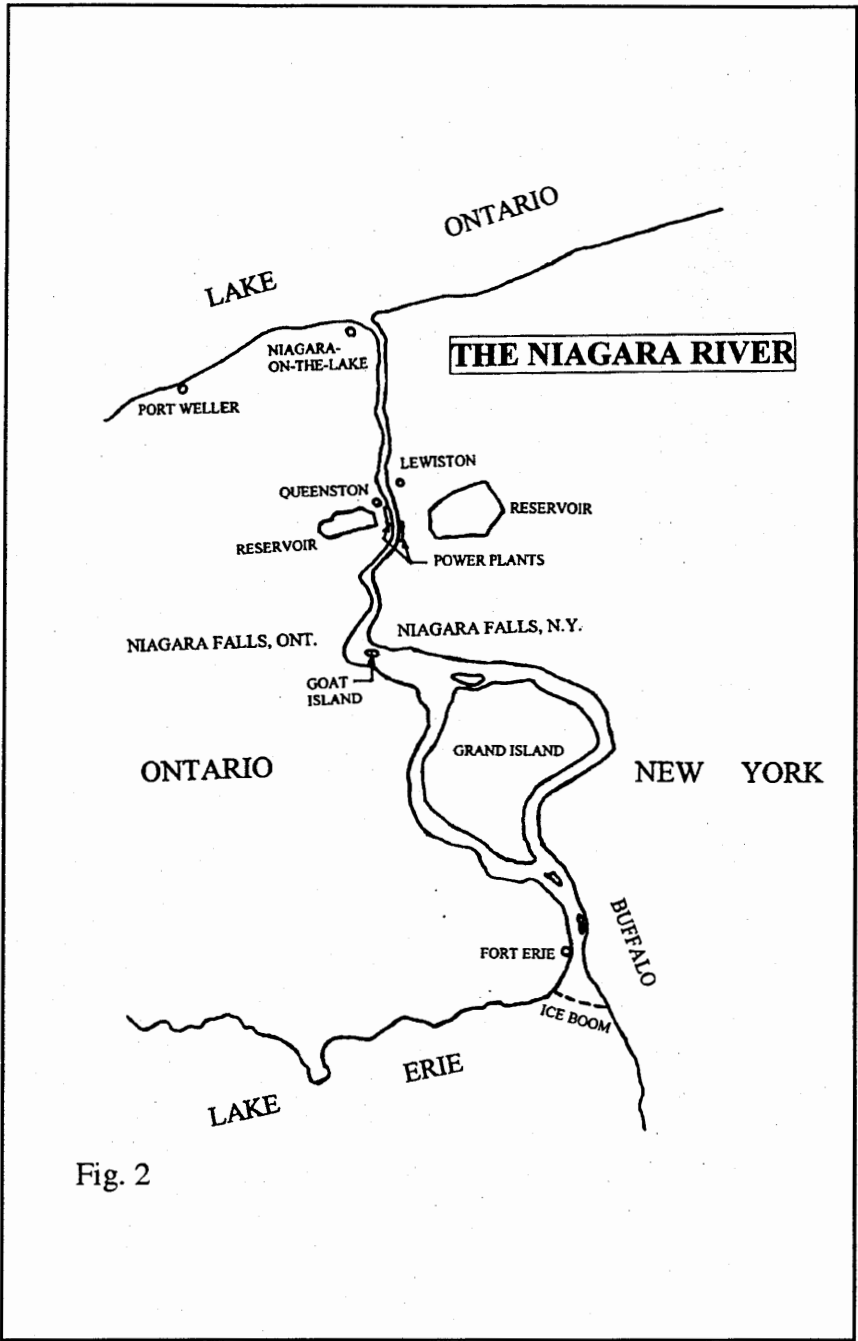 LAKE ONTARIO
THE NIAGARA RIVER
NIAGARA-
ON-THE-LAKE
PORT WELLER
LEWISTON
QUEENSTON
RESERVOIR
RESERVOIR
POWER PLANTS
NIAGARA FALLS, ONT.
NIAGARA FALLS, N.Y.
GOAT
ISLAND
GRAND ISLAND
ONTARIO
NEW YORK
BUFFALO
FORT ERIE
ICE BOOM
LAKE ERIE
Fig. 2